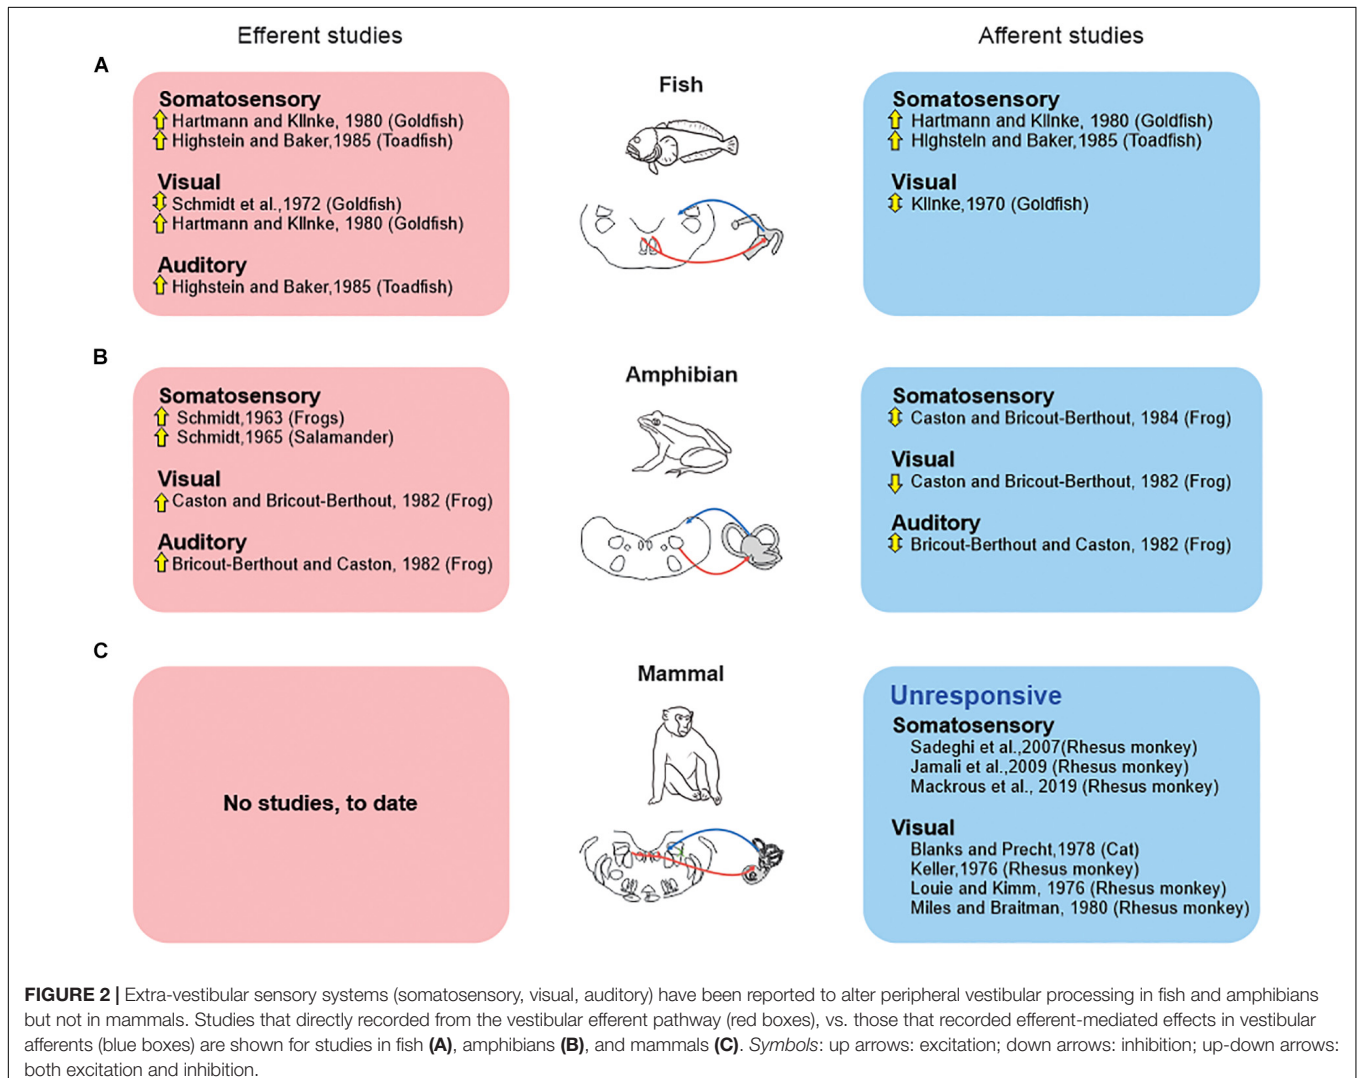 Efferent studies
Afferent studies
A
Somatosensory
Hartmann and Klinke, 1980 (Goldfish)
Highstein and Baker,1985 (Toadfish)
Visual
Schmidt et al.,1972 (Goldfish)
Hartmann and Klinke, 1980 (Goldfish)
Auditory
Highstein and Baker,1985 (Toadfish)
Fish
Somatosensory
Hartmann and Klinke, 1980 (Goldfish)
Highstein and Baker,1985 (Toadfish)
Visual
Klinke,1970 (Goldfish)
B
Somatosensory
Schmidt,1963 (Frogs)
Schmidt,1965 (Salamander)
Visual
Caston and Bricout-Berthout, 1982 (Frog)
Auditory
Bricout-Berthout and Caston, 1982 (Frog)
Amphibian
Somatosensory
Caston and Bricout-Berthout, 1984 (Frog)
Visual
Caston and Bricout-Berthout, 1982 (Frog)
Auditory
Bricout-Berthout and Caston, 1982 (Frog)
C
No studies, to date
Mammal
Unresponsive
Somatosensory
Sadeghi et al.,2007(Rhesus monkey)
Jamali et al.,2009 (Rhesus monkey)
Mackrous et al., 2019 (Rhesus monkey)
Visual
Blanks and Precht,1978 (Cat)
Keller,1976 (Rhesus monkey)
Louie and Kimm, 1976 (Rhesus monkey)
Miles and Braitman, 1980 (Rhesus monkey)
FIGURE 2 | Extra-vestibular sensory systems (somatosensory, visual, auditory) have been reported to alter peripheral vestibular processing in fish and amphibians
but not in mammals. Studies that directly recorded from the vestibular efferent pathway (red boxes), vs. those that recorded efferent-mediated effects in vestibular
afferents (blue boxes) are shown for studies in fish (A), amphibians (B), and mammals (C). Symbols: up arrows: excitation; down arrows: inhibition; up-down arrows:
both excitation and inhibition.